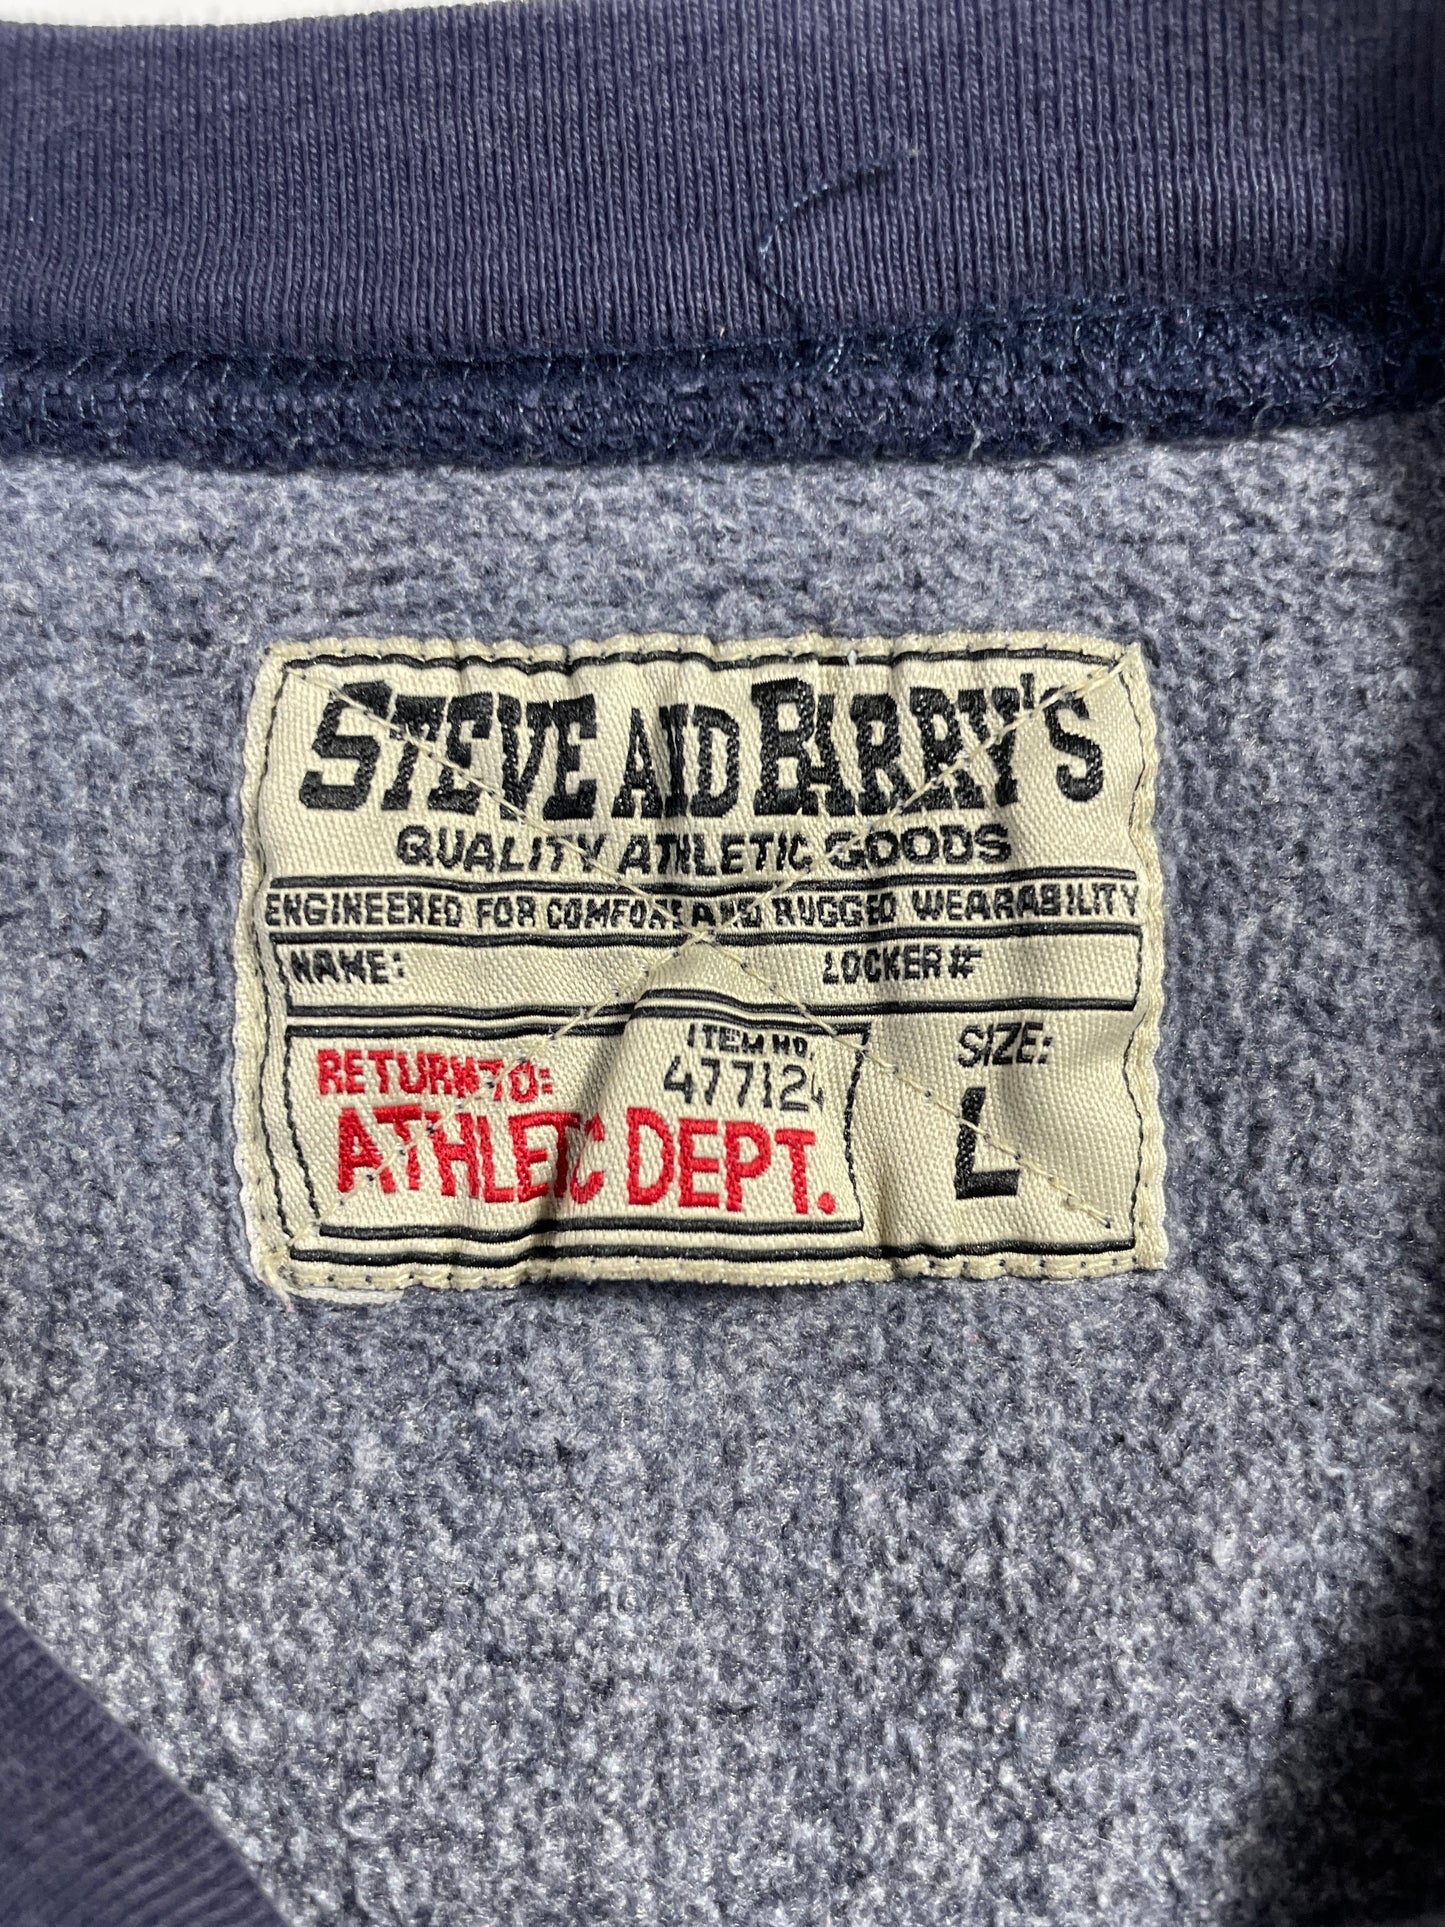 STEVE AND BARRY'S
QUALITY ATHLETIC GOODS
ENGINEERED FOR COMFORT AND RUGGED WEARABILITY
NAME: LOCKER#
RETURN TO: ITEM NO. 477124
ATHLETIC DEPT.
SIZE:
L